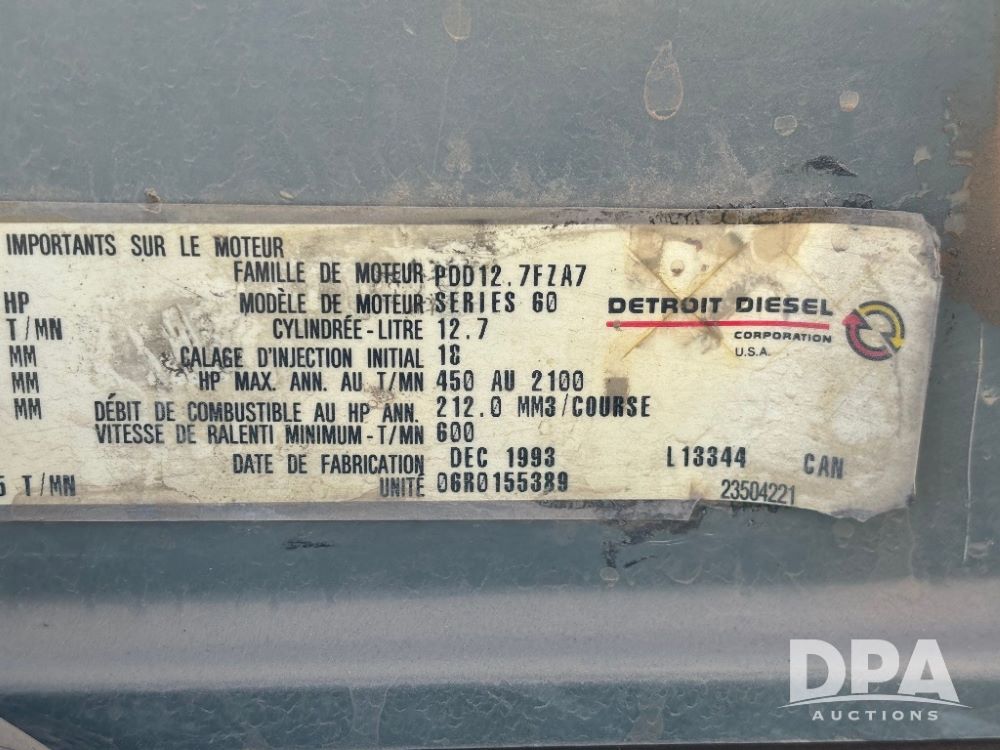 IMPORTANTS SUR LE MOTEUR
FAMILLE DE MOTEUR PDD12.7FZA7
HP MODÈLE DE MOTEUR SERIES 60
T/MN CYLINDRÉE-LITRE 12.7
MM CALAGE D'INJECTION INITIAL 18
MM HP MAX. ANN. AU T/MN 450 AU 2100
MM DÉBIT DE COMBUSTIBLE AU HP ANN. 212.0 MM3/COURSE
VITESSE DE RALENTI MINIMUM-T/MN 600
DATE DE FABRICATION DEC 1993 L13344 CAN
5 T/MN UNITÉ 06R0155389 23504221
DETROIT DIESEL
CORPORATION
U.S.A.
DPA
AUCTIONS